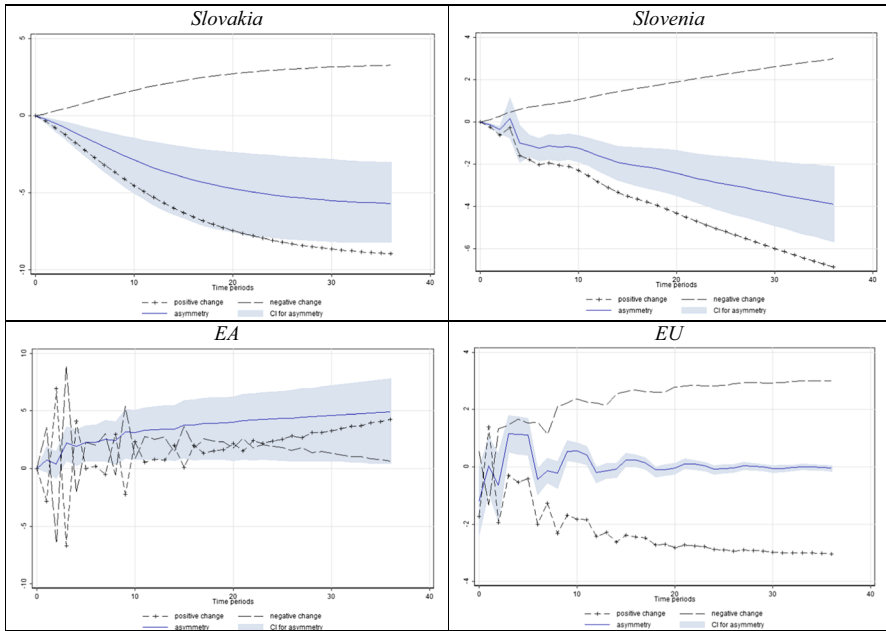 Slovakia
0
-5
-10
0 10 20 30 40
Time periods
positive change negative change
asymmetry CI for asymmetry
Slovenia
4
2
0
-2
-4
-6
0 10 20 30 40
Time periods
positive change negative change
asymmetry CI for asymmetry
EA
10
5
0
-5
-10
0 10 20 30 40
Time periods
positive change negative change
asymmetry CI for asymmetry
EU
4
2
0
-2
-4
0 10 20 30 40
Time periods
positive change negative change
asymmetry CI for asymmetry